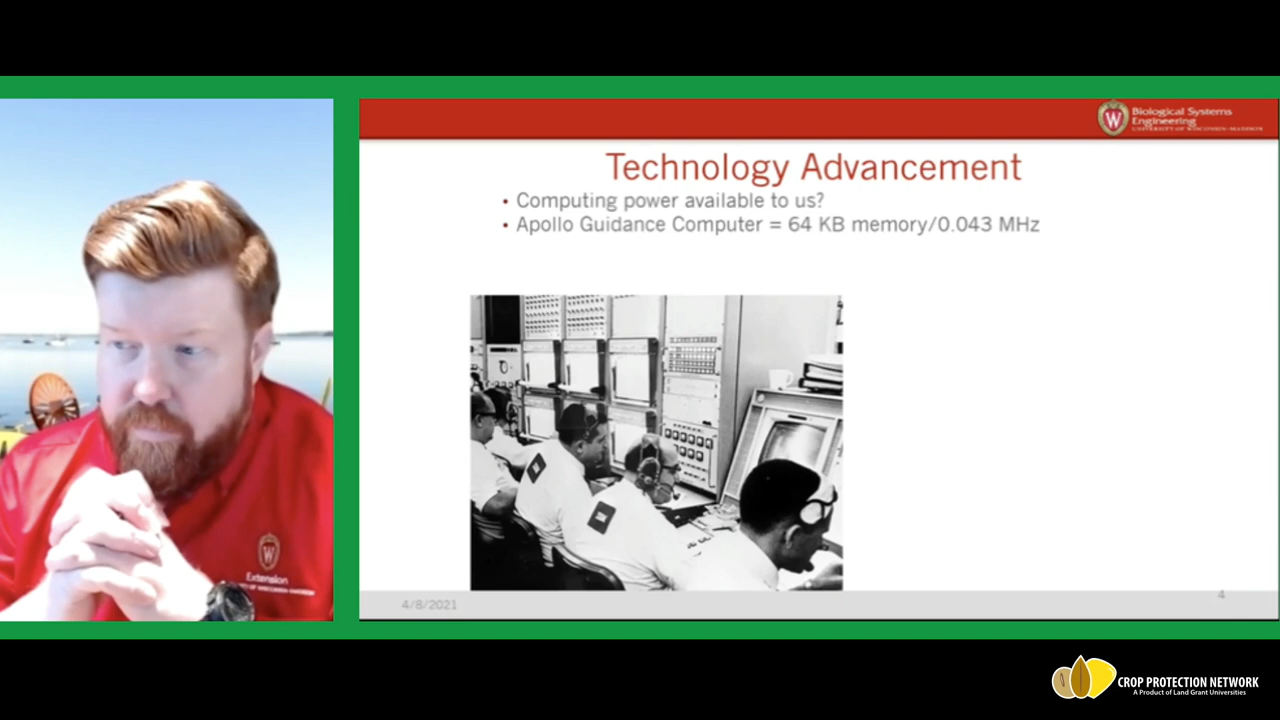 Biological Systems
Engineering
UNIVERSITY OF WISCONSIN-MADISON
Technology Advancement
• Computing power available to us?
• Apollo Guidance Computer = 64 KB memory/0.043 MHz
W
W
Extension
OF WISCONSIN-MADISON
4/8/2021
4
CROP PROTECTION NETWORK
A Product of Land Grant Universities